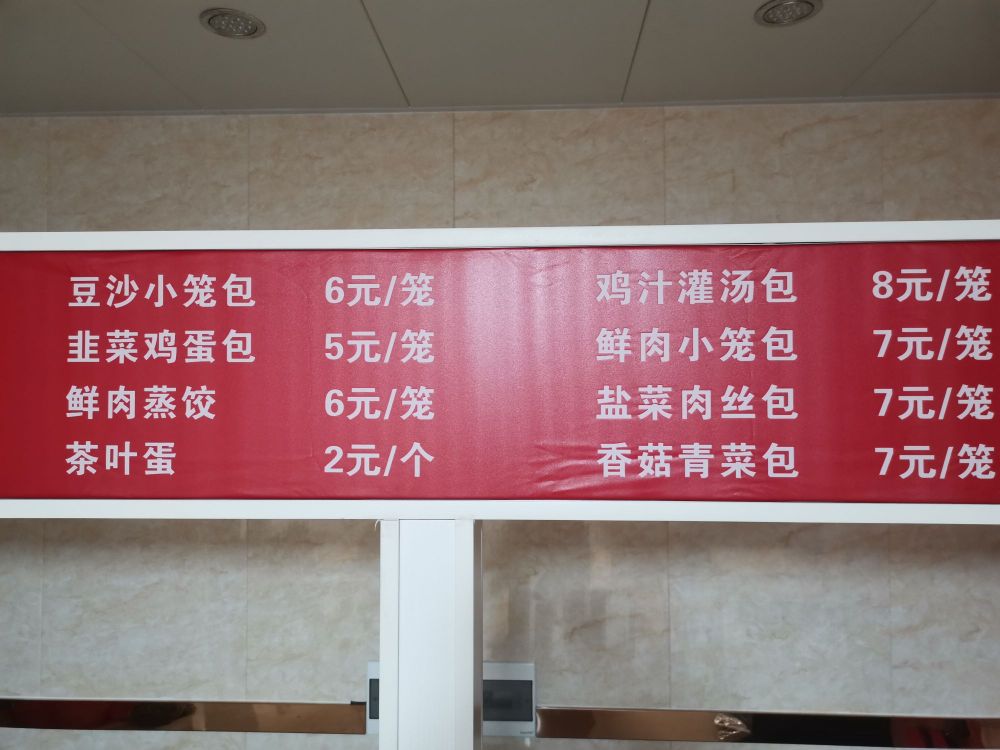 豆沙小笼包 6元/笼
韭菜鸡蛋包 5元/笼
鲜肉蒸饺 6元/笼
茶叶蛋 2元/个
鸡汁灌汤包 8元/笼
鲜肉小笼包 7元/笼
盐菜肉丝包 7元/笼
香菇青菜包 7元/笼